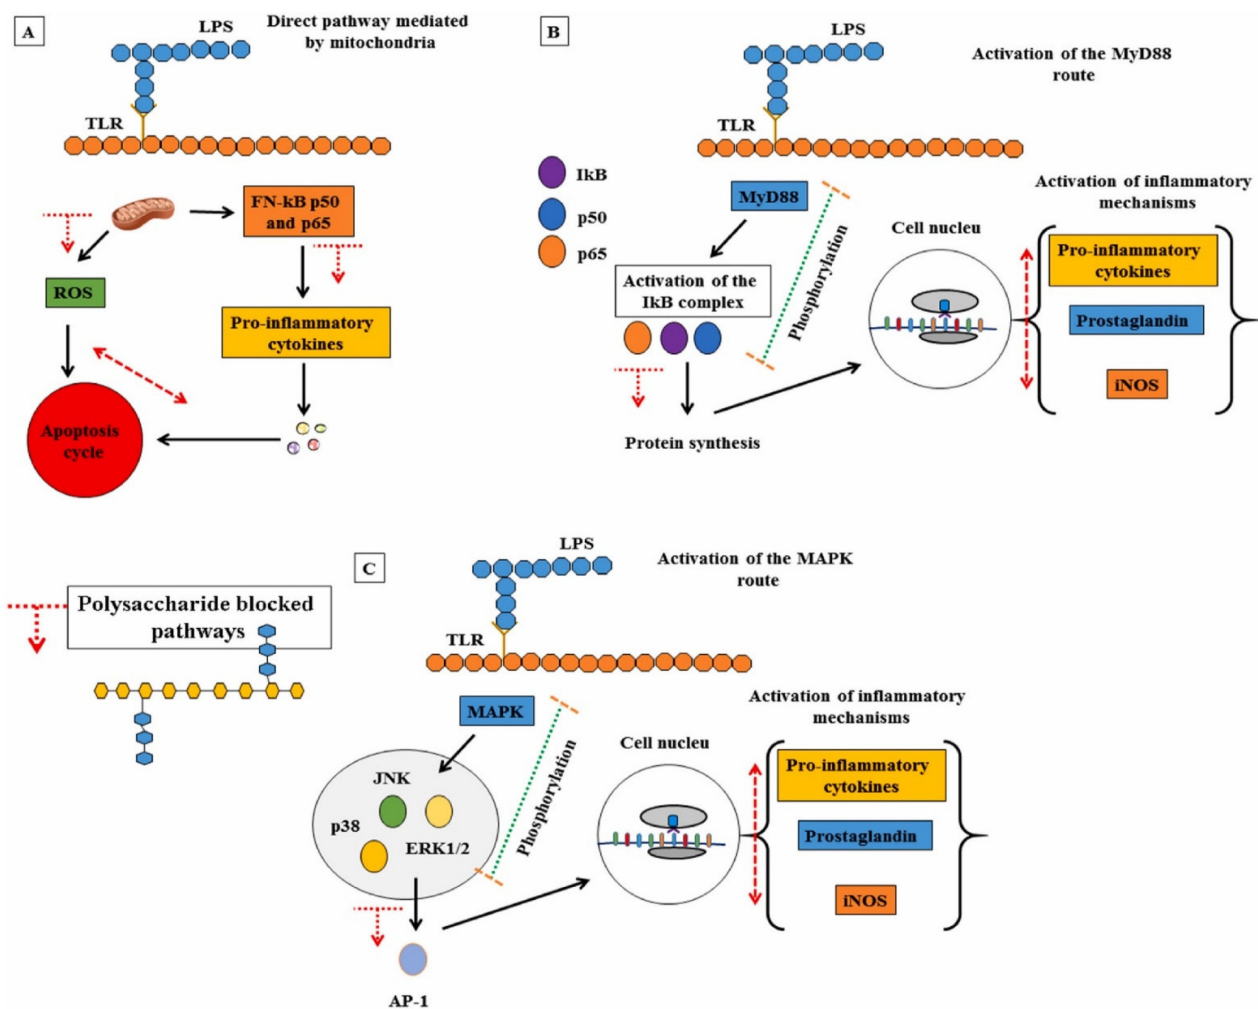 A
LPS
Direct pathway mediated
by mitochondria
TLR
FN-kB p50
and p65
ROS
Pro-inflammatory
cytokines
Apoptosis
cycle
B
LPS
Activation of the MyD88
route
TLR
IkB
p50
p65
MyD88
Phosphorylation
Activation of the
IkB complex
Protein synthesis
Cell nucleu
Activation of inflammatory
mechanisms
Pro-inflammatory
cytokines
Prostaglandin
iNOS
Polysaccharide blocked
pathways
C
LPS
Activation of the MAPK
route
TLR
MAPK
Phosphorylation
JNK
p38
ERK1/2
AP-1
Cell nucleu
Activation of inflammatory
mechanisms
Pro-inflammatory
cytokines
Prostaglandin
iNOS